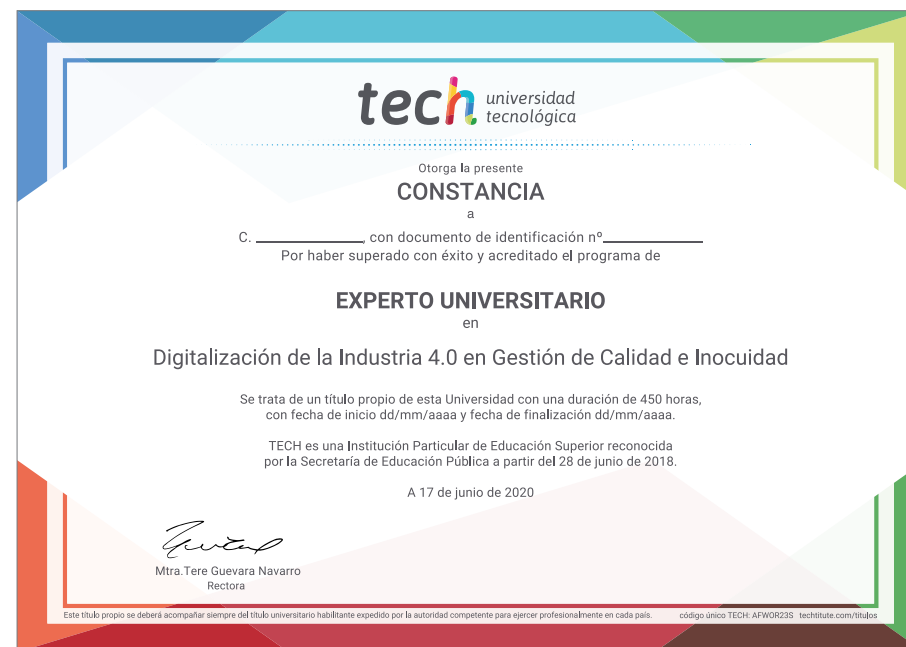 tech universidad
tecnológica
Otorga la presente
CONSTANCIA
a
C. ____________, con documento de identificación nº____________
Por haber superado con éxito y acreditado el programa de
EXPERTO UNIVERSITARIO
en
Digitalización de la Industria 4.0 en Gestión de Calidad e Inocuidad
Se trata de un título propio de esta Universidad con una duración de 450 horas,
con fecha de inicio dd/mm/aaaa y fecha de finalización dd/mm/aaaa.
TECH es una Institución Particular de Educación Superior reconocida
por la Secretaría de Educación Pública a partir del 28 de junio de 2018.
A 17 de junio de 2020
Mtra.Tere Guevara Navarro
Rectora
Este título propio se deberá acompañar siempre del título universitario habilitante expedido por la autoridad competente para ejercer profesionalmente en cada país. código único TECH: AFWOR23S techtitute.com/titulos